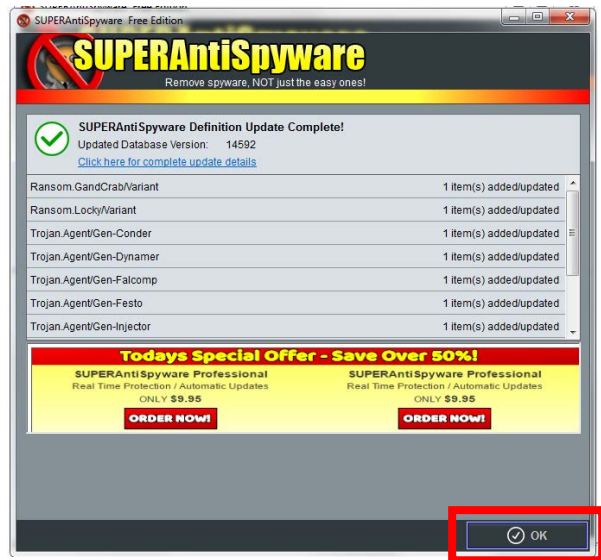 SUPERAntiSpyware Free Edition
SUPERAntiSpyware
Remove spyware, NOT just the easy ones!
SUPERAntiSpyware Definition Update Complete!
Updated Database Version: 14592
Click here for complete update details
Ransom.GandCrab/Variant 1 item(s) added/updated
Ransom.Locky/Variant 1 item(s) added/updated
Trojan.Agent/Gen-Conder 1 item(s) added/updated
Trojan.Agent/Gen-Dynamer 1 item(s) added/updated
Trojan.Agent/Gen-Falcomp 1 item(s) added/updated
Trojan.Agent/Gen-Festo 1 item(s) added/updated
Trojan.Agent/Gen-Injector 1 item(s) added/updated
Todays Special Offer - Save Over 50%!
SUPERAntiSpyware Professional SUPERAntiSpyware Professional
Real Time Protection / Automatic Updates Real Time Protection / Automatic Updates
ONLY $9.95 ONLY $9.95
ORDER NOW! ORDER NOW!
OK